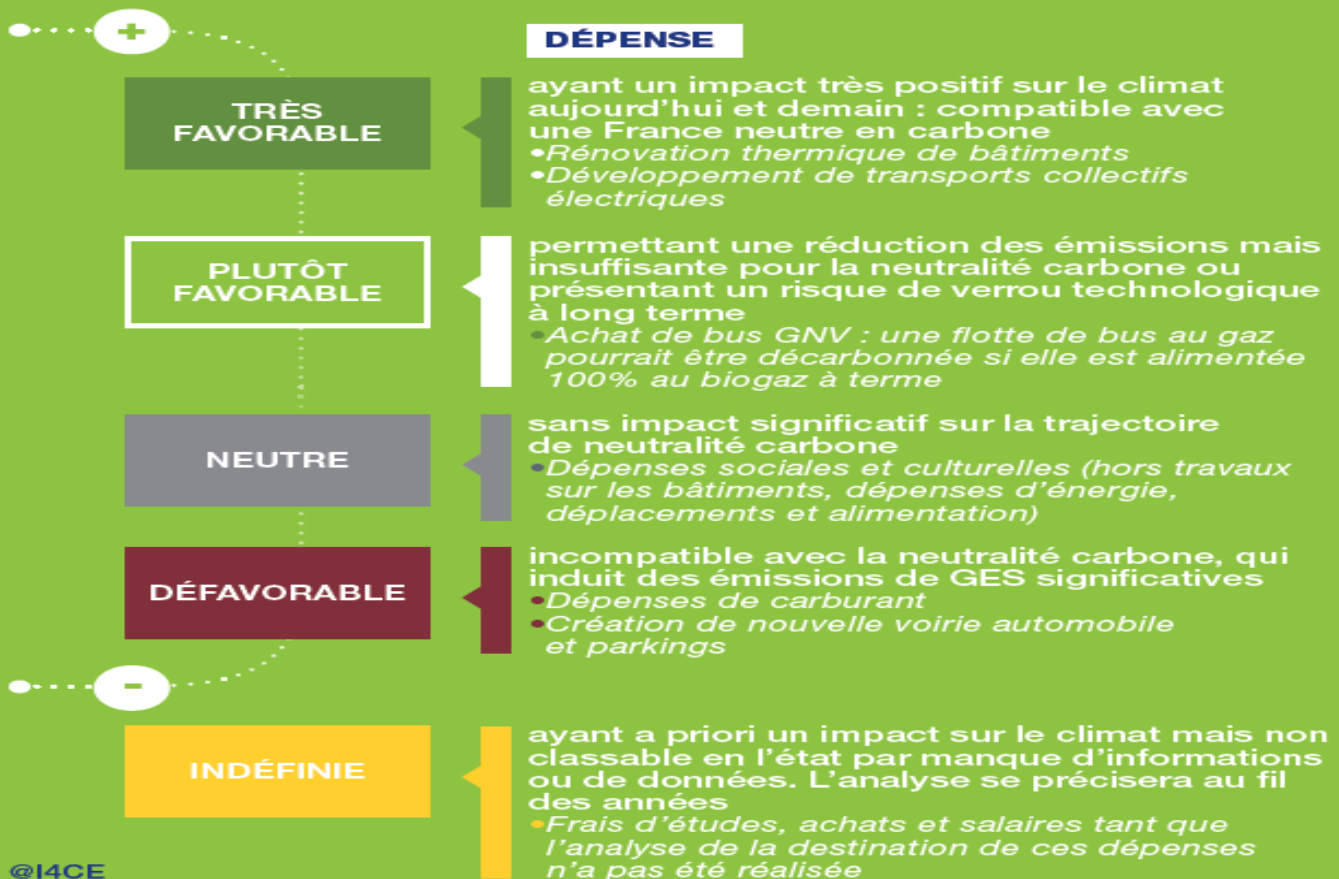 +
DÉPENSE
TRÈS
FAVORABLE
ayant un impact très positif sur le climat
aujourd’hui et demain : compatible avec
une France neutre en carbone
•Rénovation thermique de bâtiments
•Développement de transports collectifs
électriques
PLUTÔT
FAVORABLE
permettant une réduction des émissions mais
insuffisante pour la neutralité carbone ou
présentant un risque de verrou technologique
à long terme
•Achat de bus GNV : une flotte de bus au gaz
pourrait être décarbonnée si elle est alimentée
100% au biogaz à terme
NEUTRE
sans impact significatif sur la trajectoire
de neutralité carbone
•Dépenses sociales et culturelles (hors travaux
sur les bâtiments, dépenses d’énergie,
déplacements et alimentation)
DÉFAVORABLE
incompatible avec la neutralité carbone, qui
induit des émissions de GES significatives
•Dépenses de carburant
•Création de nouvelle voirie automobile
et parkings
-
INDÉFINIE
ayant a priori un impact sur le climat mais non
classable en l’état par manque d’informations
ou de données. L’analyse se précisera au fil
des années
•Frais d’études, achats et salaires tant que
l’analyse de la destination de ces dépenses
n’a pas été réalisée
@I4CE